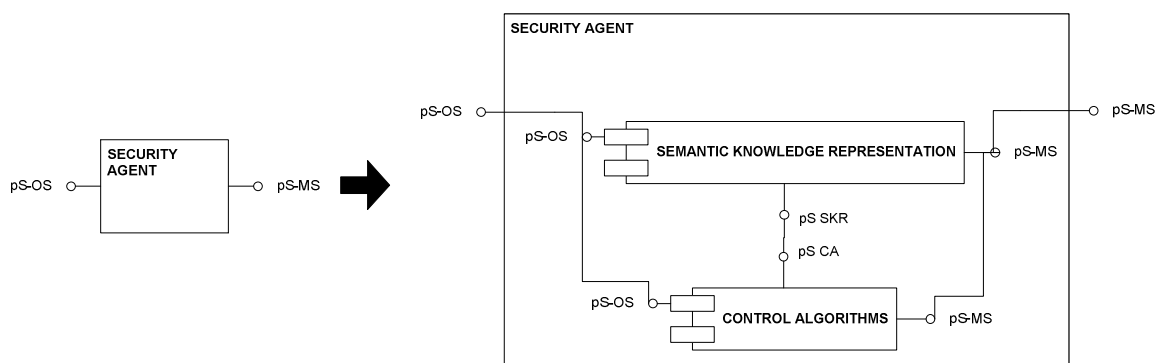 SECURITY
AGENT
pS-OS
pS-MS
SECURITY AGENT
pS-OS
pS-MS
pS-OS
SEMANTIC KNOWLEDGE REPRESENTATION
pS-MS
pS SKR
pS CA
pS-OS
CONTROL ALGORITHMS
pS-MS